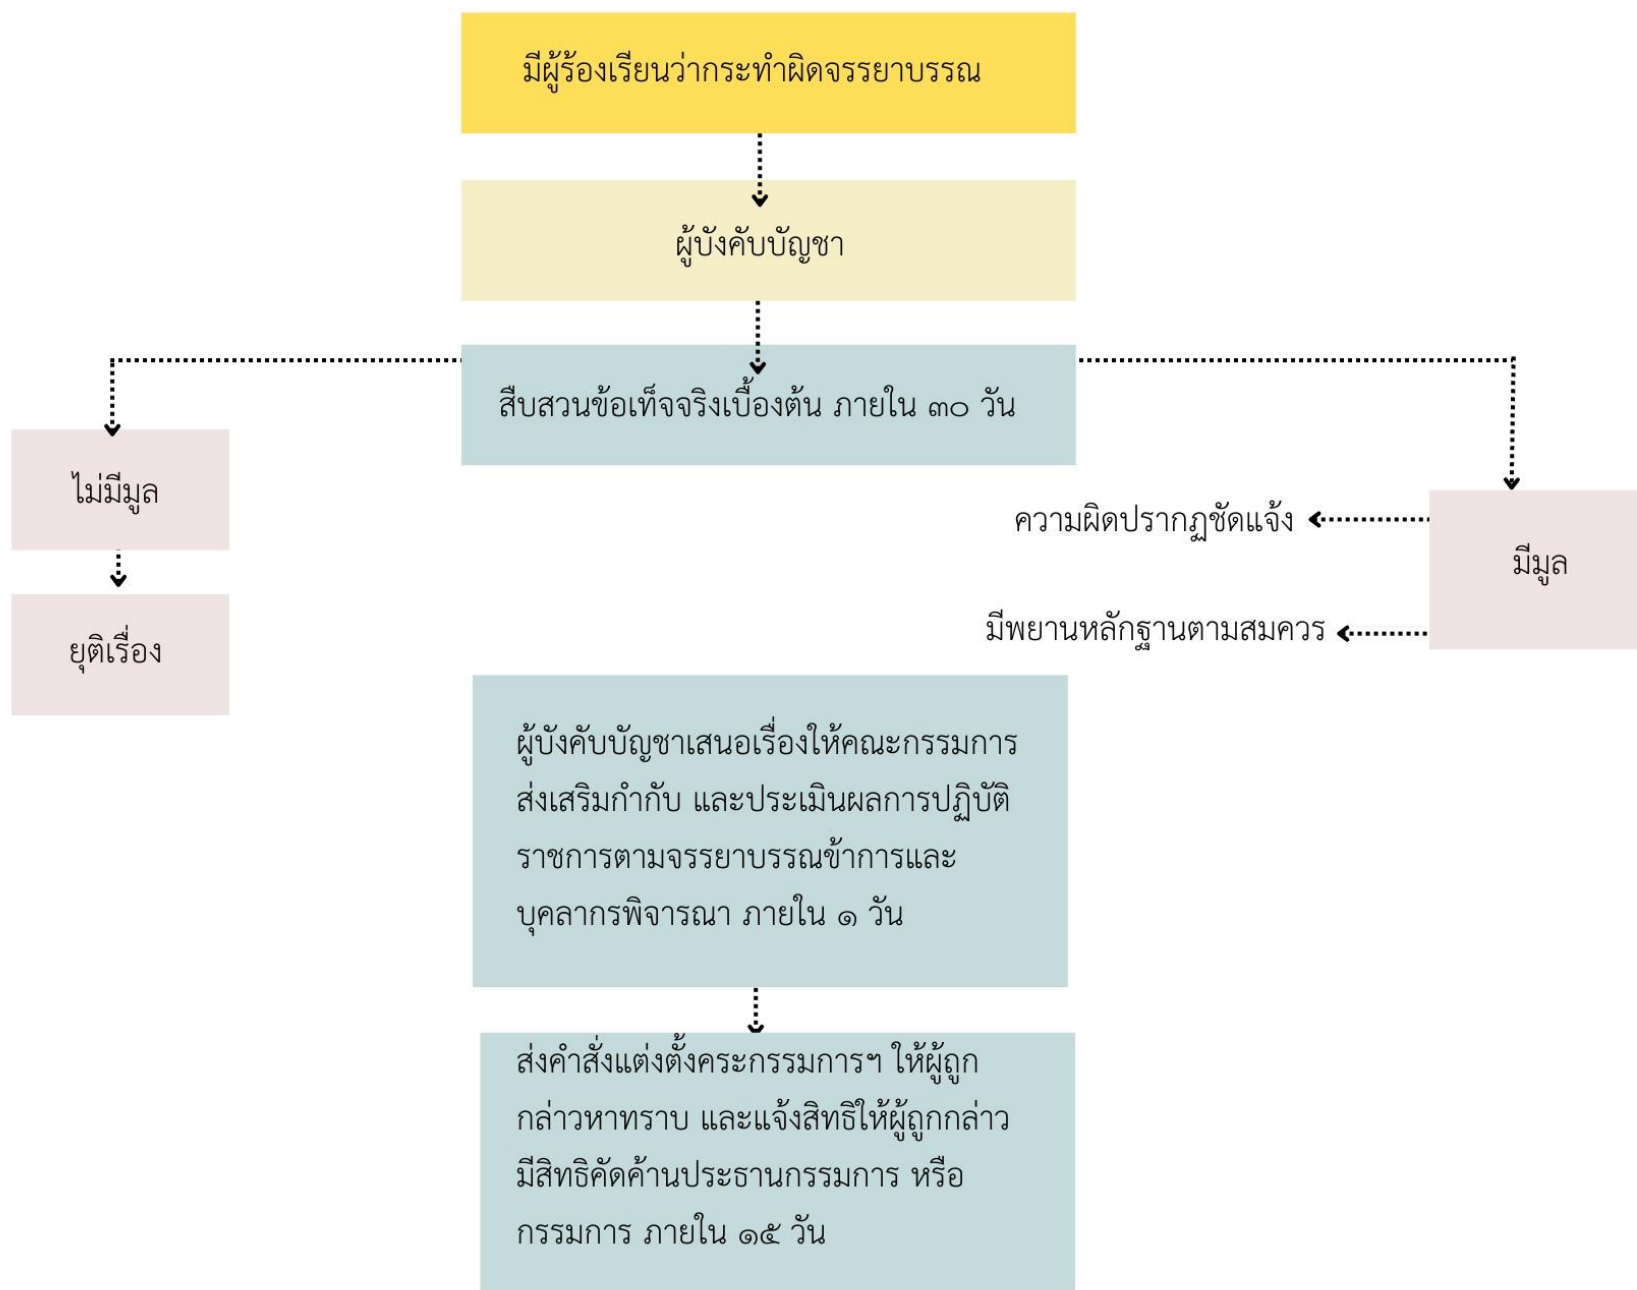 มีผู้ร้องเรียนว่ากระทำผิดจรรยาบรรณ
ผู้บังคับบัญชา
สืบสวนข้อเท็จจริงเบื้องต้น ภายใน ๓๐ วัน
ไม่มีมูล
ยุติเรื่อง
ความผิดปรากฏชัดแจ้ง
มีมูล
มีพยานหลักฐานตามสมควร
ผู้บังคับบัญชาเสนอเรื่องให้คณะกรรมการ
ส่งเสริมกำกับ และประเมินผลการปฏิบัติ
ราชการตามจรรยาบรรณข้าการและ
บุคลากรพิจารณา ภายใน ๑ วัน
ส่งคำสั่งแต่งตั้งคระกรรมการฯ ให้ผู้ถูก
กล่าวหาทราบ และแจ้งสิทธิให้ผู้ถูกกล่าว
มีสิทธิคัดค้านประธานกรรมการ หรือ
กรรมการ ภายใน ๑๕ วัน